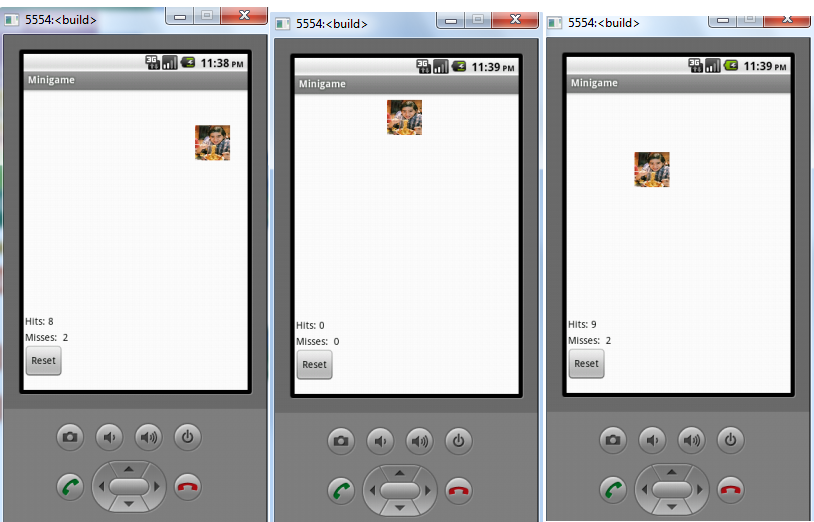 5554:<build>
3G 11:38 PM
Minigame
Hits: 8
Misses: 2
Reset
5554:<build>
3G 11:39 PM
Minigame
Hits: 0
Misses: 0
Reset
5554:<build>
3G 11:39 PM
Minigame
Hits: 9
Misses: 2
Reset